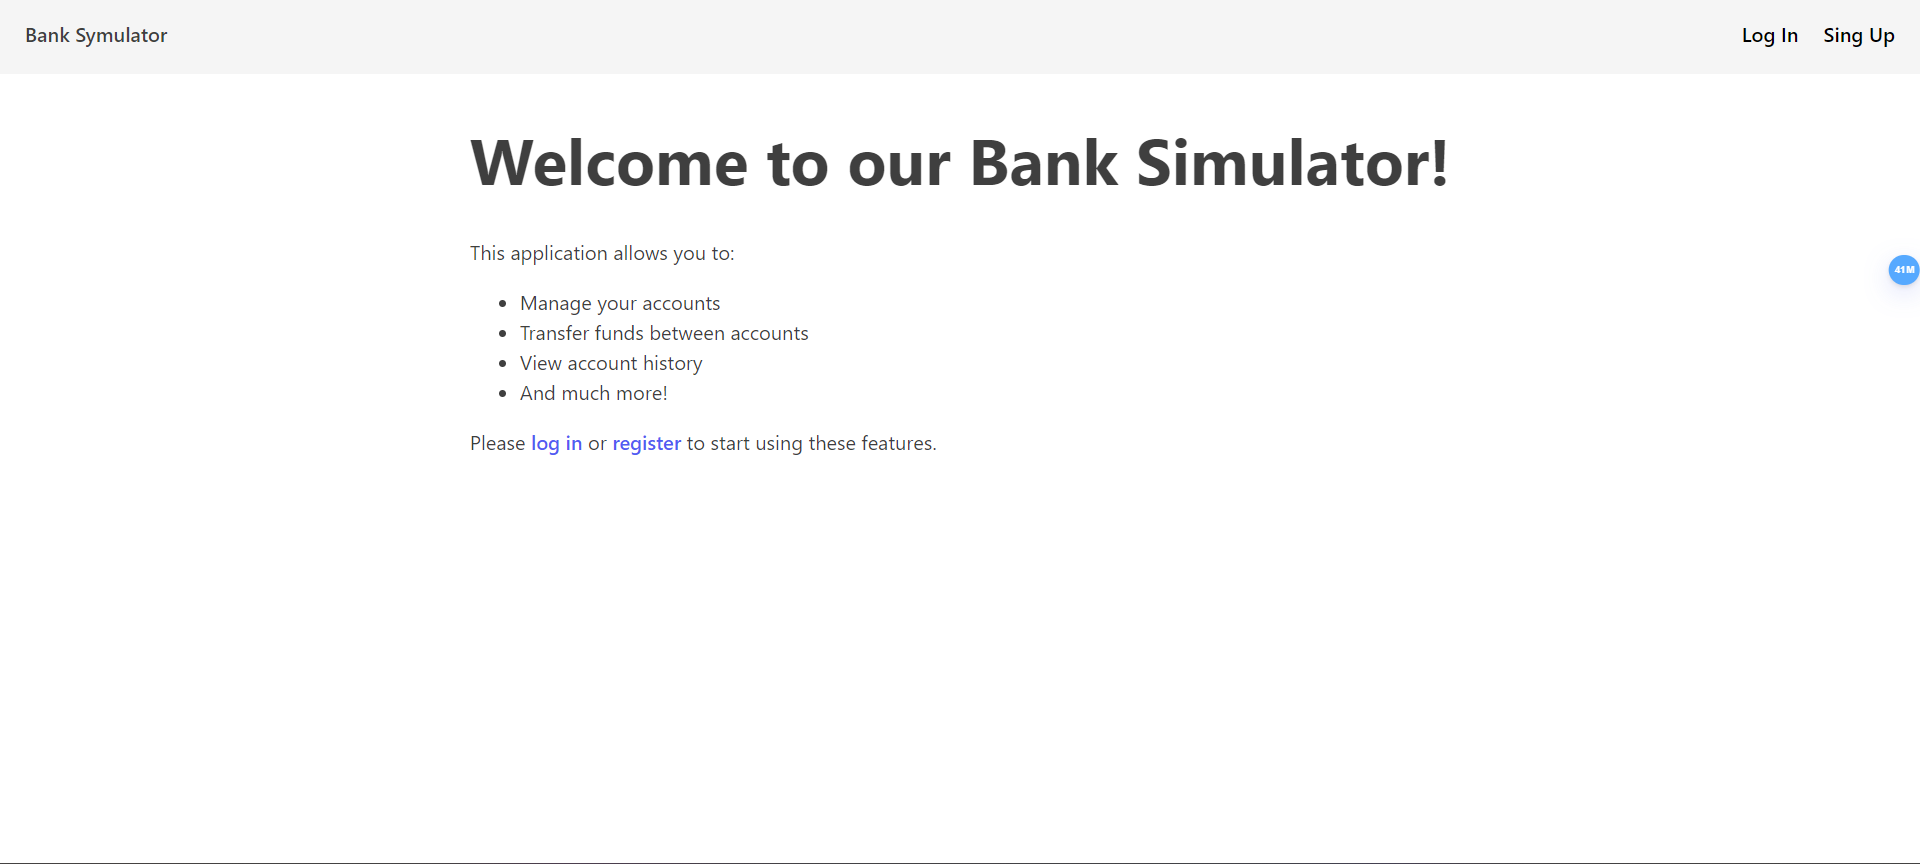 Bank Symulator
Log In
Sing Up
Welcome to our Bank Simulator!
This application allows you to:
Manage your accounts
Transfer funds between accounts
View account history
And much more!
Please log in or register to start using these features.
41M